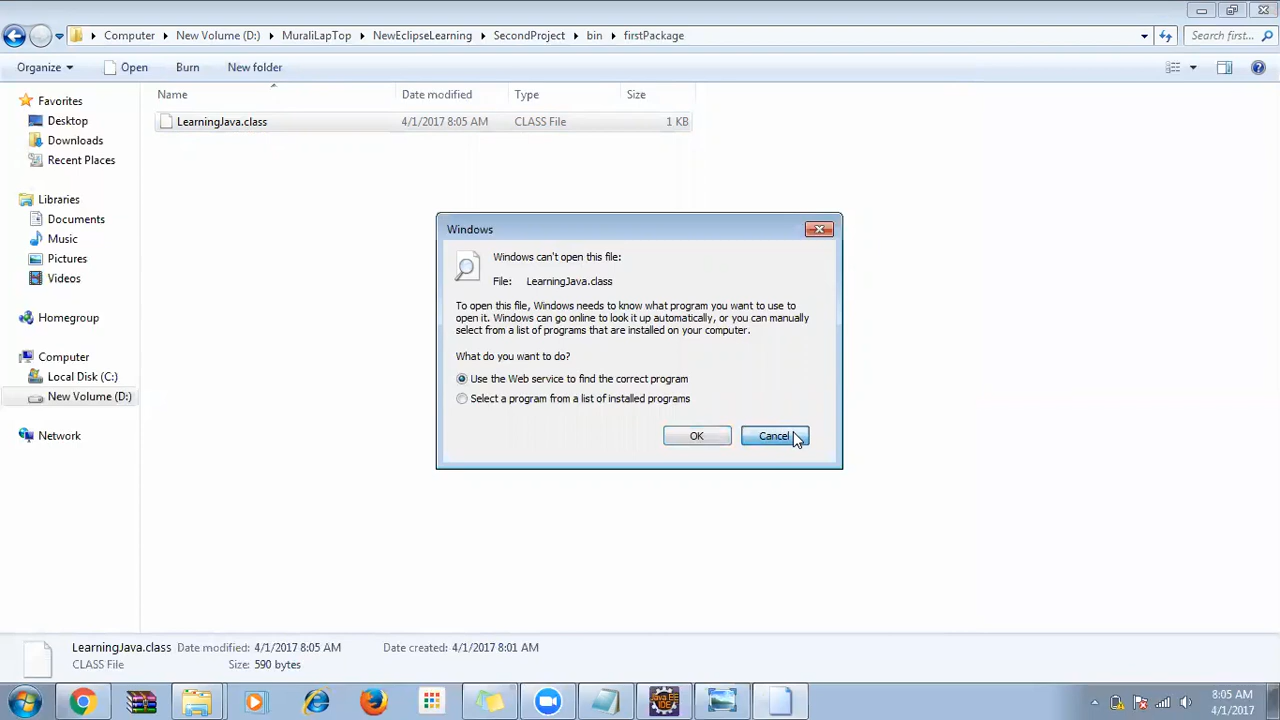 Computer New Volume (D:) MuraliLapTop NewEclipseLearning SecondProject bin firstPackage Search first...
Organize Open Burn New folder
Favorites
Desktop
Downloads
Recent Places
Libraries
Documents
Music
Pictures
Videos
Homegroup
Computer
Local Disk (C:)
New Volume (D:)
Network
Name Date modified Type Size
LearningJava.class 4/1/2017 8:05 AM CLASS File 1 KB
Windows
Windows can't open this file:
File: LearningJava.class
To open this file, Windows needs to know what program you want to use to
open it. Windows can go online to look it up automatically, or you can manually
select from a list of programs that are installed on your computer.
What do you want to do?
Use the Web service to find the correct program
Select a program from a list of installed programs
OK Cancel
LearningJava.class Date modified: 4/1/2017 8:05 AM Date created: 4/1/2017 8:01 AM
CLASS File Size: 590 bytes
Java EE
IDE
8:05 AM
4/1/2017